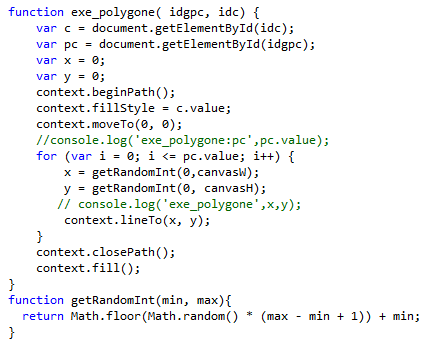 function exe_polygone( idgpc, idc) {
    var c = document.getElementById(idc);
    var pc = document.getElementById(idgpc);
    var x = 0;
    var y = 0;
    context.beginPath();
    context.fillStyle = c.value;
    context.moveTo(0, 0);
    //console.log('exe_polygone:pc',pc.value);
    for (var i = 0; i <= pc.value; i++) {
        x = getRandomInt(0,canvasW);
        y = getRandomInt(0, canvasH);
       // console.log('exe_polygone',x,y);
        context.lineTo(x, y);
    }
    context.closePath();
    context.fill();
}
function getRandomInt(min, max){
  return Math.floor(Math.random() * (max - min + 1)) + min;
}